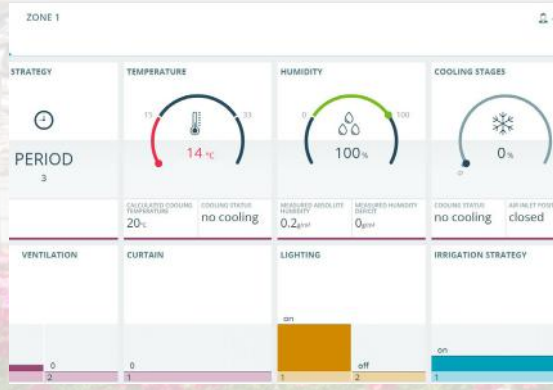 ZONE 1
STRATEGY
PERIOD
3
TEMPERATURE
15
33
14 °C
CALCULATED COOLING TEMPERATURE
20°C
COOLING STATUS
no cooling
HUMIDITY
0
100
100%
MEASURED ABSOLUTE HUMIDITY
0.2g/m³
MEASURED HUMIDITY DEFICIT
0g/m³
COOLING STAGES
0
0%
COOLING STATUS
no cooling
AIR INLET POSIT
closed
VENTILATION
0
2
CURTAIN
0
1
LIGHTING
on
1
off
2
IRRIGATION STRATEGY
on
1